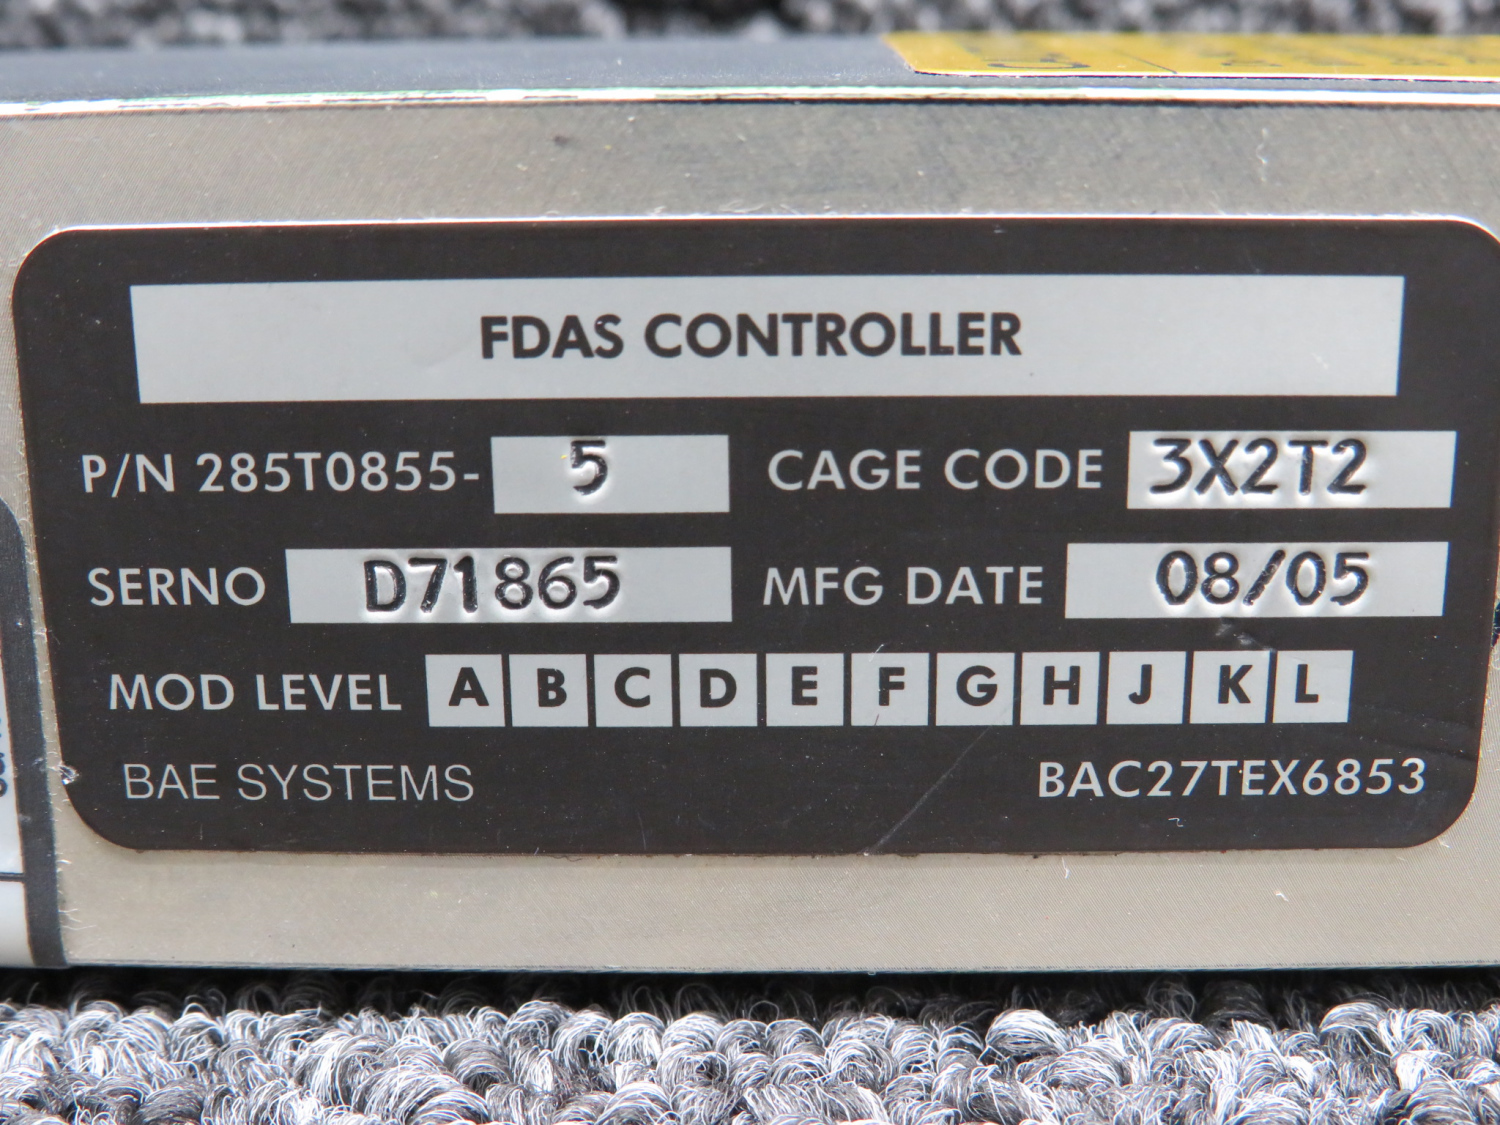 FDAS CONTROLLER
P/N 285T0855- 5 CAGE CODE 3X2T2
SERNO D71865 MFG DATE 08/05
MOD LEVEL A B C D E F G H J K L
BAE SYSTEMS BAC27TEX6853